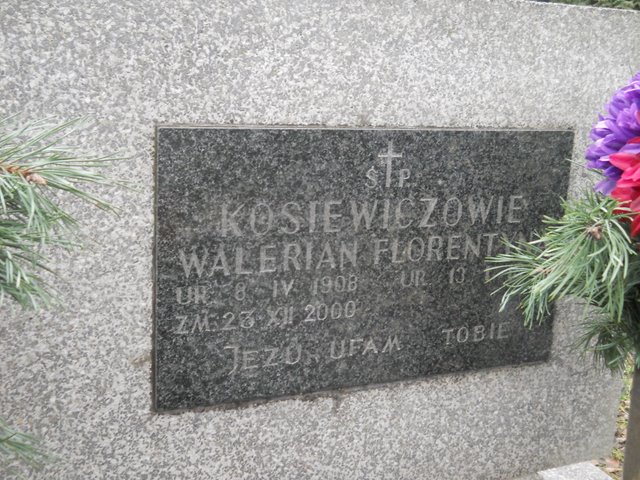 Ś P.
KOSIEWICZOWIE
WALERIAN FLORENTYNA
UR. 8 IV 1908 UR. 13
ZM. 23 XII 2000
JEZU UFAM TOBIE